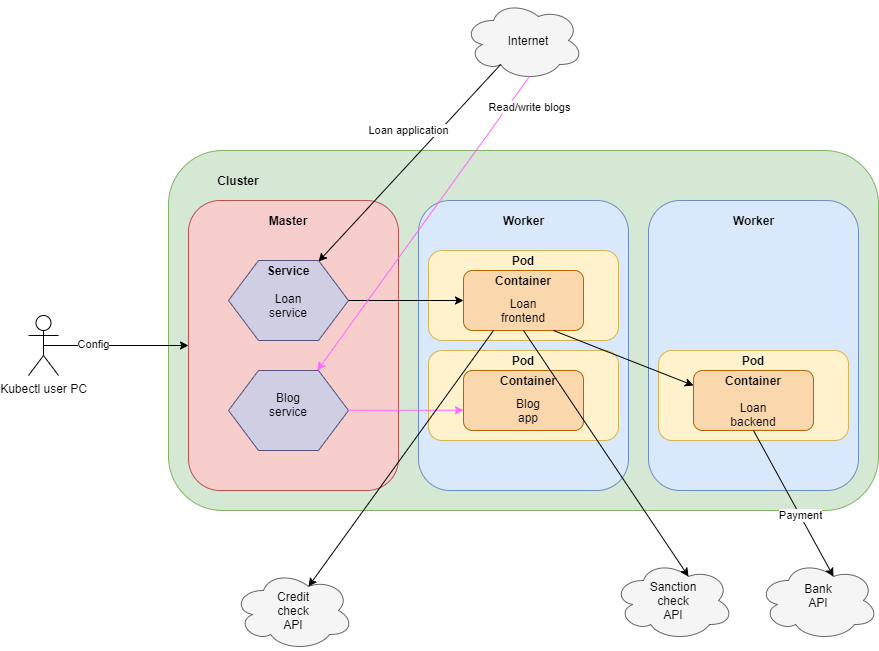 Internet
Read/write blogs
Loan application
Cluster
Master
Worker
Worker
Service
Loan
service
Pod
Container
Loan
frontend
Config
Kubectl user PC
Blog
service
Pod
Container
Blog
app
Pod
Container
Loan
backend
Payment
Credit
check
API
Sanction
check
API
Bank
API